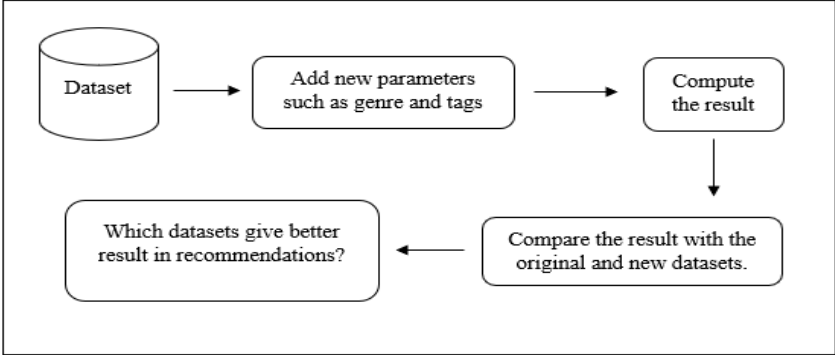 Dataset
Add new parameters
such as genre and tags
Compute
the result
Compare the result with the
original and new datasets.
Which datasets give better
result in recommendations?